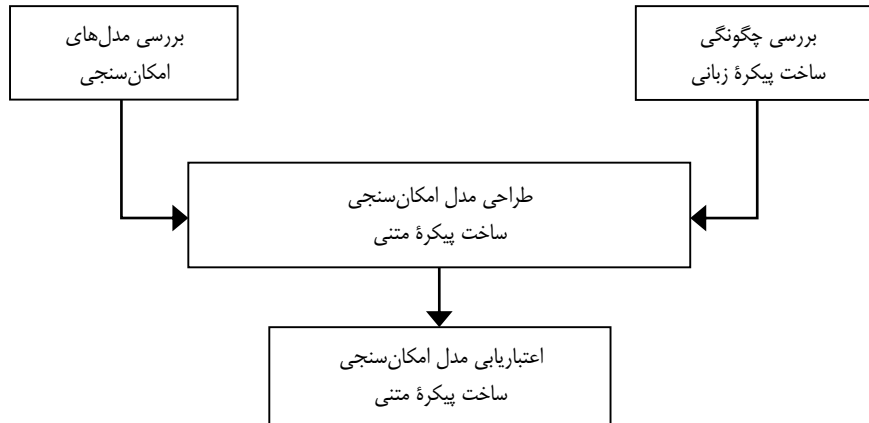 بررسی چگونگی
ساخت پیکرهٔ زبانی
بررسی مدل‌های
امکان‌سنجی
طراحی مدل امکان‌سنجی
ساخت پیکرهٔ متنی
اعتباریابی مدل امکان‌سنجی
ساخت پیکرهٔ متنی